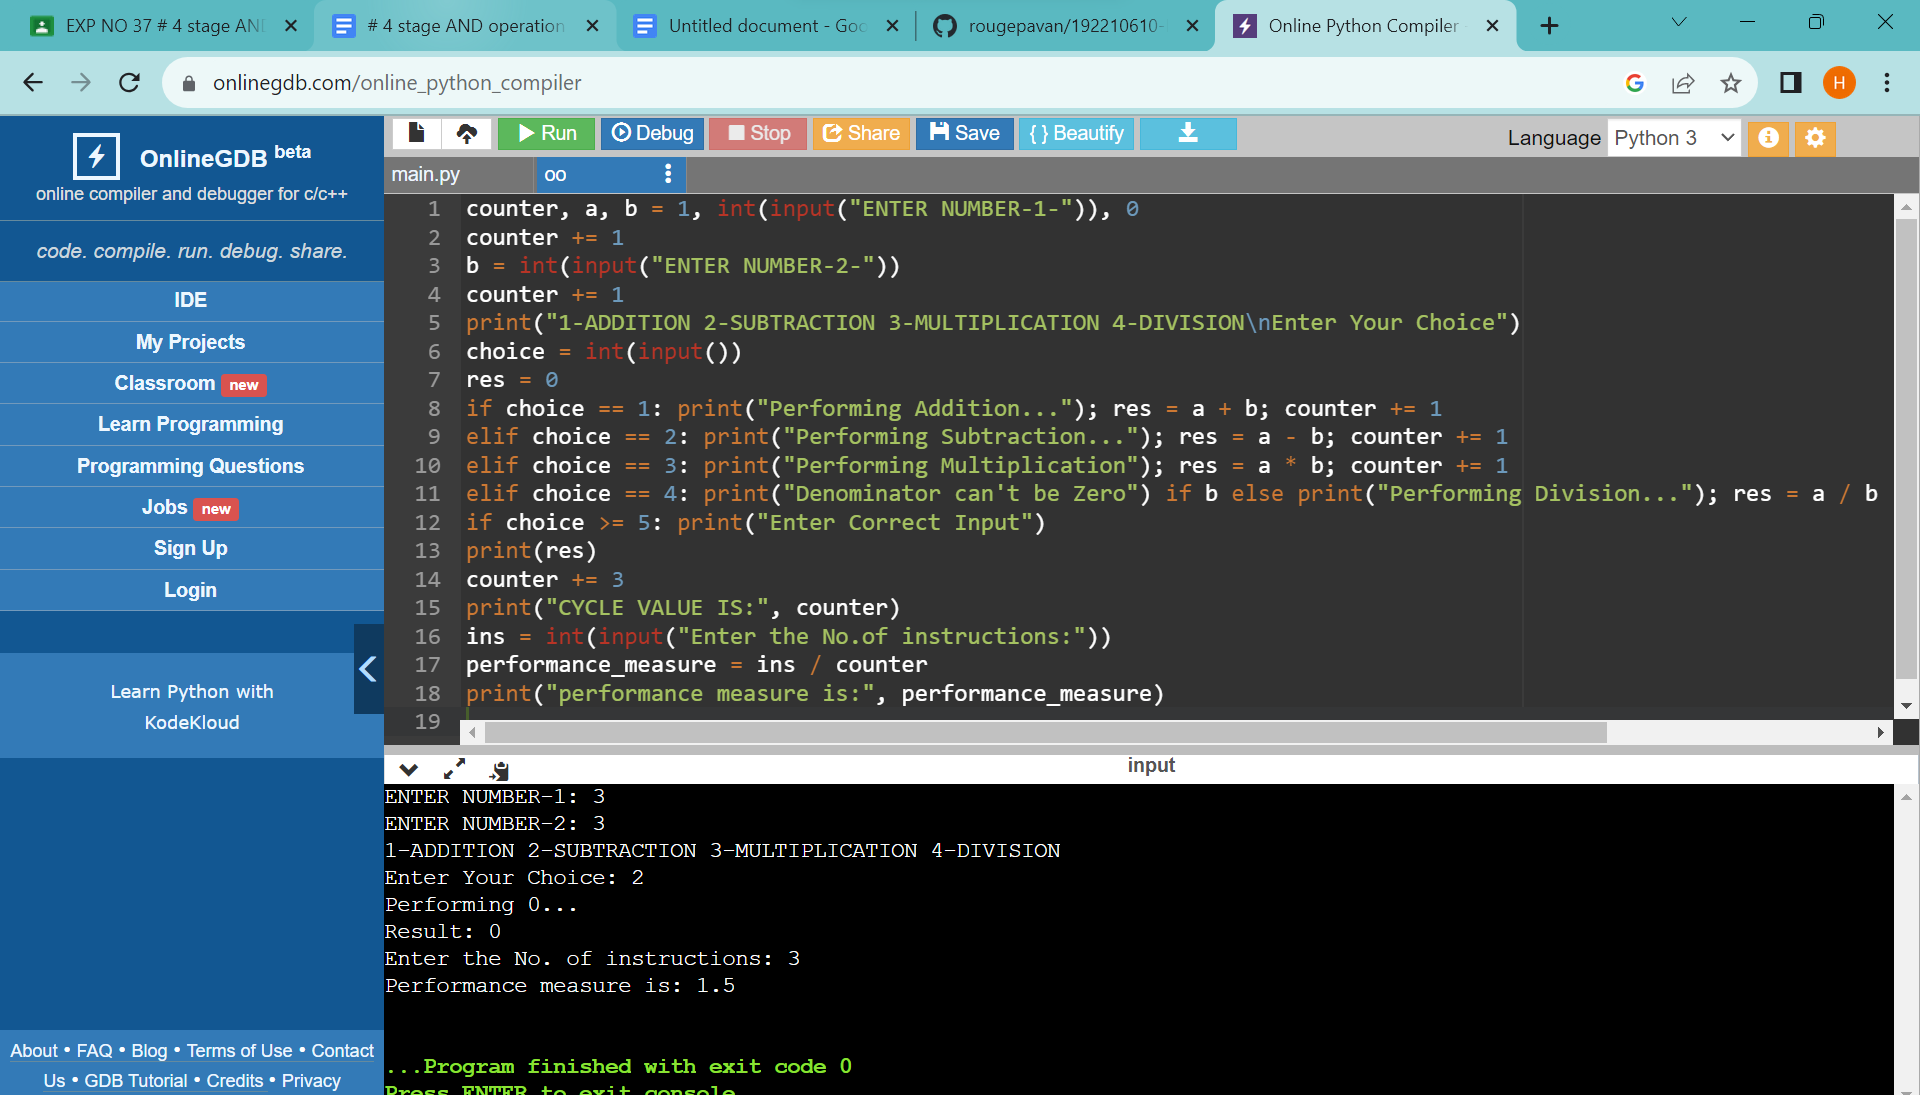 EXP NO 37 # 4 stage AN
# 4 stage AND operation
Untitled document - Goo
rougepavan/192210610-
Online Python Compiler
onlinegdb.com/online_python_compiler
H
OnlineGDB beta
online compiler and debugger for c/c++
code. compile. run. debug. share.
IDE
My Projects
Classroom new
Learn Programming
Programming Questions
Jobs new
Sign Up
Login
Learn Python with
KodeKloud
About • FAQ • Blog • Terms of Use • Contact
Us • GDB Tutorial • Credits • Privacy
Run Debug Stop Share Save { } Beautify
Language Python 3
main.py oo
1 counter, a, b = 1, int(input("ENTER NUMBER-1-")), 0
2 counter += 1
3 b = int(input("ENTER NUMBER-2-"))
4 counter += 1
5 print("1-ADDITION 2-SUBTRACTION 3-MULTIPLICATION 4-DIVISION\nEnter Your Choice")
6 choice = int(input())
7 res = 0
8 if choice == 1: print("Performing Addition..."); res = a + b; counter += 1
9 elif choice == 2: print("Performing Subtraction..."); res = a - b; counter += 1
10 elif choice == 3: print("Performing Multiplication"); res = a * b; counter += 1
11 elif choice == 4: print("Denominator can't be Zero") if b else print("Performing Division..."); res = a / b
12 if choice >= 5: print("Enter Correct Input")
13 print(res)
14 counter += 3
15 print("CYCLE VALUE IS:", counter)
16 ins = int(input("Enter the No.of instructions:"))
17 performance_measure = ins / counter
18 print("performance measure is:", performance_measure)
19
input
ENTER NUMBER-1: 3
ENTER NUMBER-2: 3
1-ADDITION 2-SUBTRACTION 3-MULTIPLICATION 4-DIVISION
Enter Your Choice: 2
Performing 0...
Result: 0
Enter the No. of instructions: 3
Performance measure is: 1.5
...Program finished with exit code 0
Press ENTER to exit console.